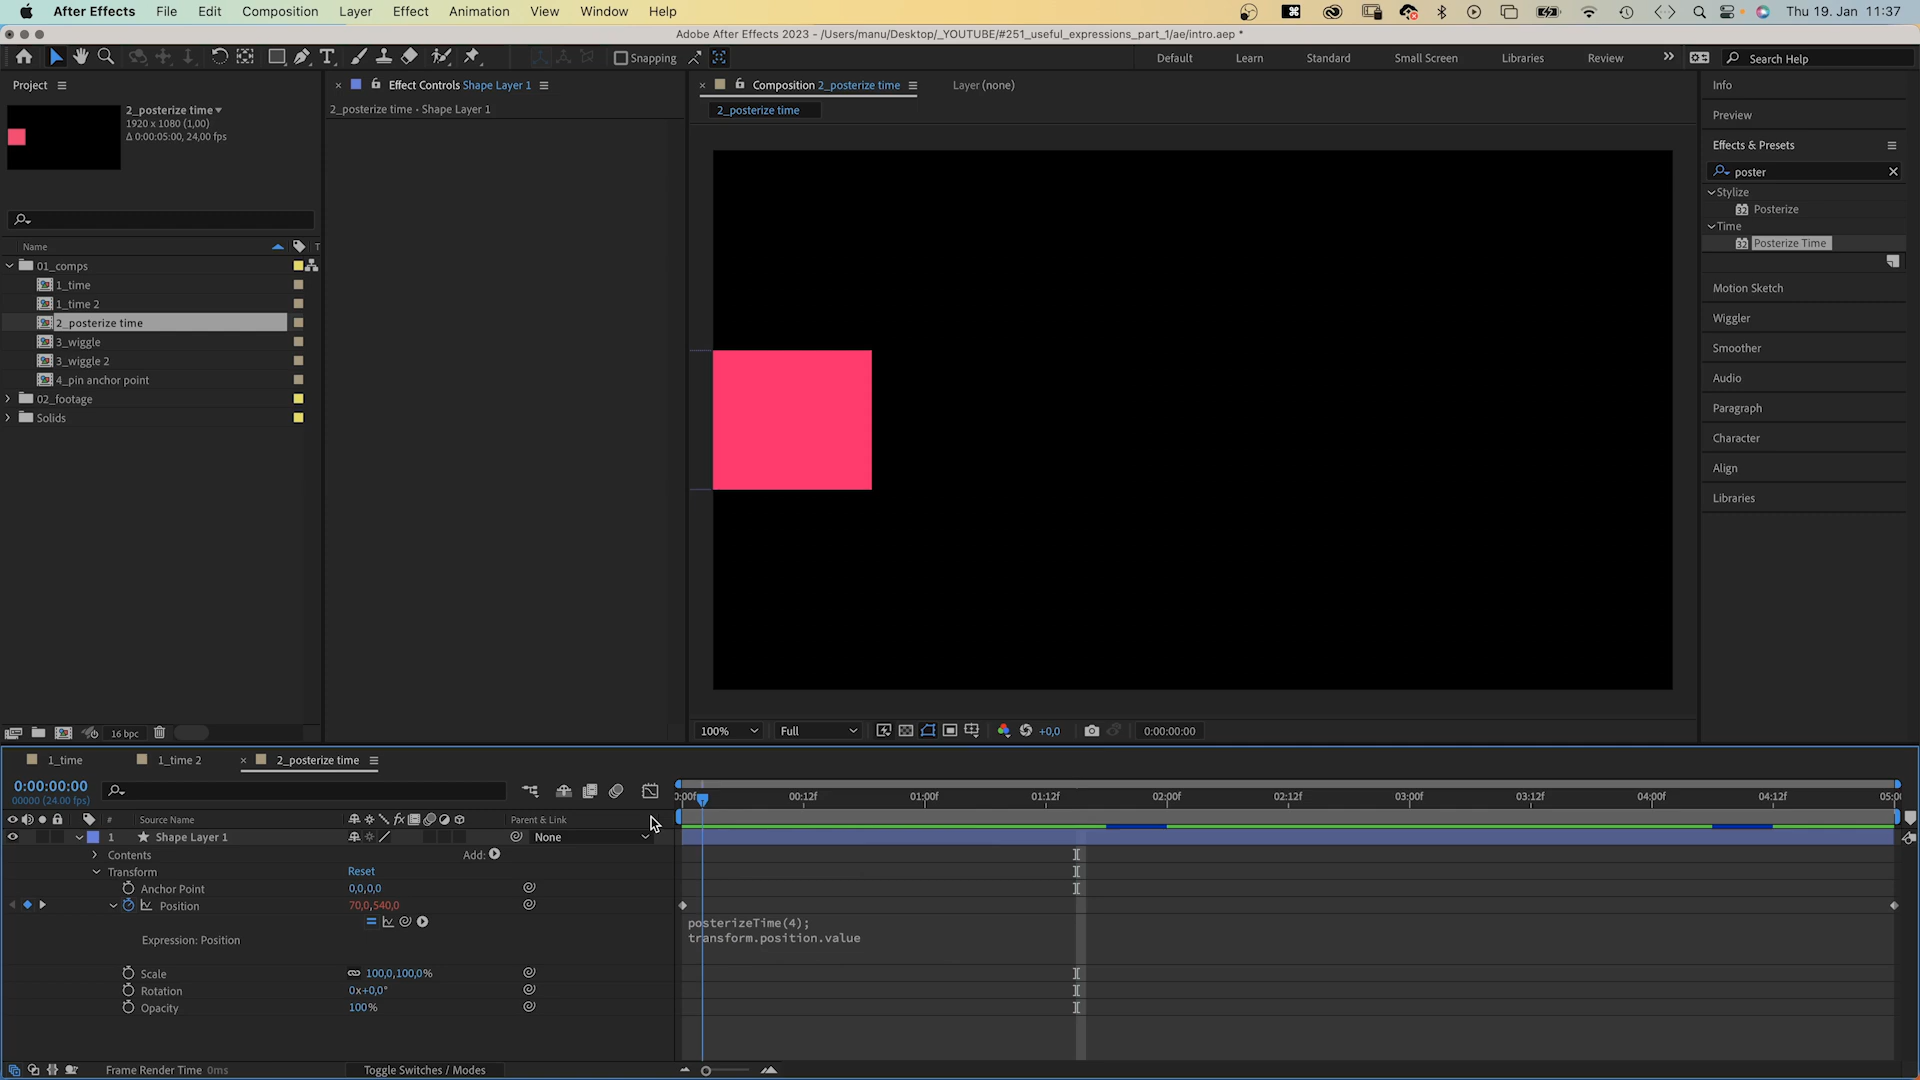 After Effects File Edit Composition Layer Effect Animation View Window Help Thu 19. Jan 11:37
Adobe After Effects 2023 - /Users/manu/Desktop/_YOUTUBE/#251_useful_expressions_part_1/ae/intro.aep *
Snapping Default Learn Standard Small Screen Libraries Review Search Help
Project Effect Controls Shape Layer 1 Composition 2_posterize time Layer (none) Info
2_posterize time 2_posterize time • Shape Layer 1 2_posterize time
1920 x 1080 (1,00)
Δ 0:00:05:00, 24,00 fps
Preview
Effects & Presets
poster
Stylize
32 Posterize
Time
32 Posterize Time
Name T
01_comps
1_time
1_time 2
2_posterize time
3_wiggle
3_wiggle 2
4_pin anchor point
02_footage
Solids
Motion Sketch
Wiggler
Smoother
Audio
Paragraph
Character
Align
Libraries
16 bpc 100% Full +0,0 0:00:00:00
1_time 1_time 2 2_posterize time
0:00:00:00
00000 (24.00 fps)
0:00f 00:12f 01:00f 01:12f 02:00f 02:12f 03:00f 03:12f 04:00f 04:12f 05:00
# Source Name fx Parent & Link
1 Shape Layer 1 None
Contents Add:
Transform Reset
Anchor Point 0,0,0,0
Position 70,0,540,0
posterizeTime(4);
Expression: Position transform.position.value
Scale 100,0,100,0%
Rotation 0x+0,0°
Opacity 100%
Frame Render Time 0ms Toggle Switches / Modes